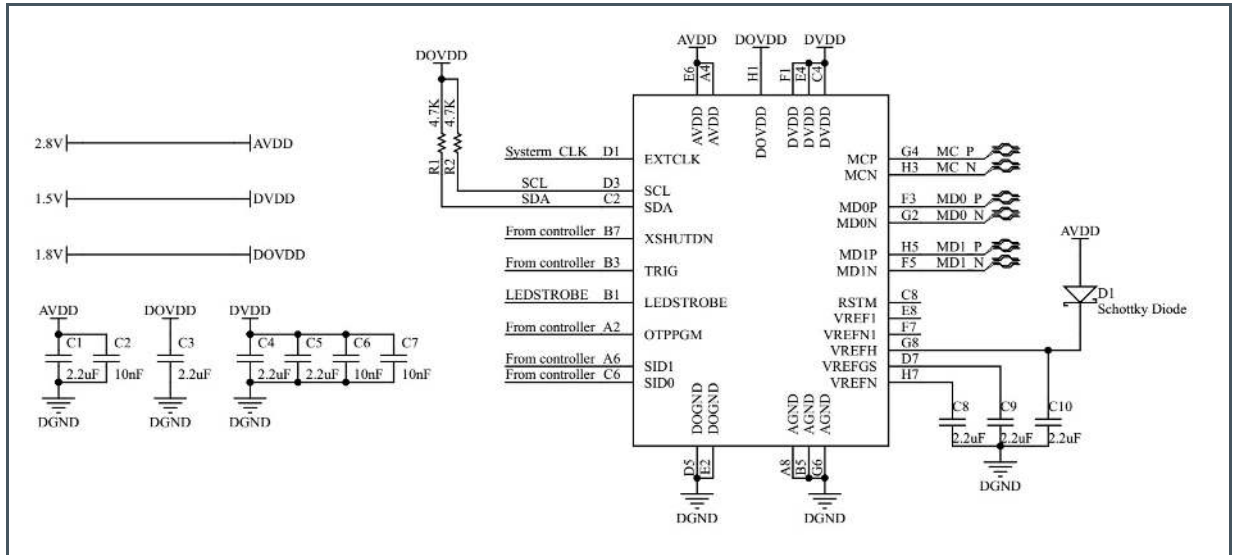 AVDD DOVDD DVDD
DOVDD
E6 A4 H1 F1 E4 C4
4.7K 4.7K
AVDD AVDD DOVDD DVDD DVDD DVDD
2.8V AVDD
1.5V DVDD
1.8V DOVDD
R1 R2
Systerm CLK D1 EXTCLK
SCL D3 SCL
SDA C2 SDA
From controller B7 XSHUTDN
From controller B3 TRIG
LEDSTROBE B1 LEDSTROBE
From controller A2 OTPPGM
From controller A6 SID1
From controller C6 SID0
MCP G4 MC_P
MCN H3 MC_N
MD0P F3 MD0_P
MD0N G2 MD0_N
MD1P H5 MD1_P
MD1N F5 MD1_N
RSTM C8
VREF1 E8
VREFN1 F7
VREFH G8
VREFGS D7
VREFN H7
AVDD
D1
Schottky Diode
AVDD DOVDD DVDD
C1 C2 C3 C4 C5 C6 C7
2.2uF 10nF 2.2uF 2.2uF 2.2uF 10nF 10nF
DGND DGND DGND
C8 C9 C10
2.2uF 2.2uF 2.2uF
DGND
DOGND DOGND AGND AGND AGND
D5 E2 A8 B5 G6
DGND DGND